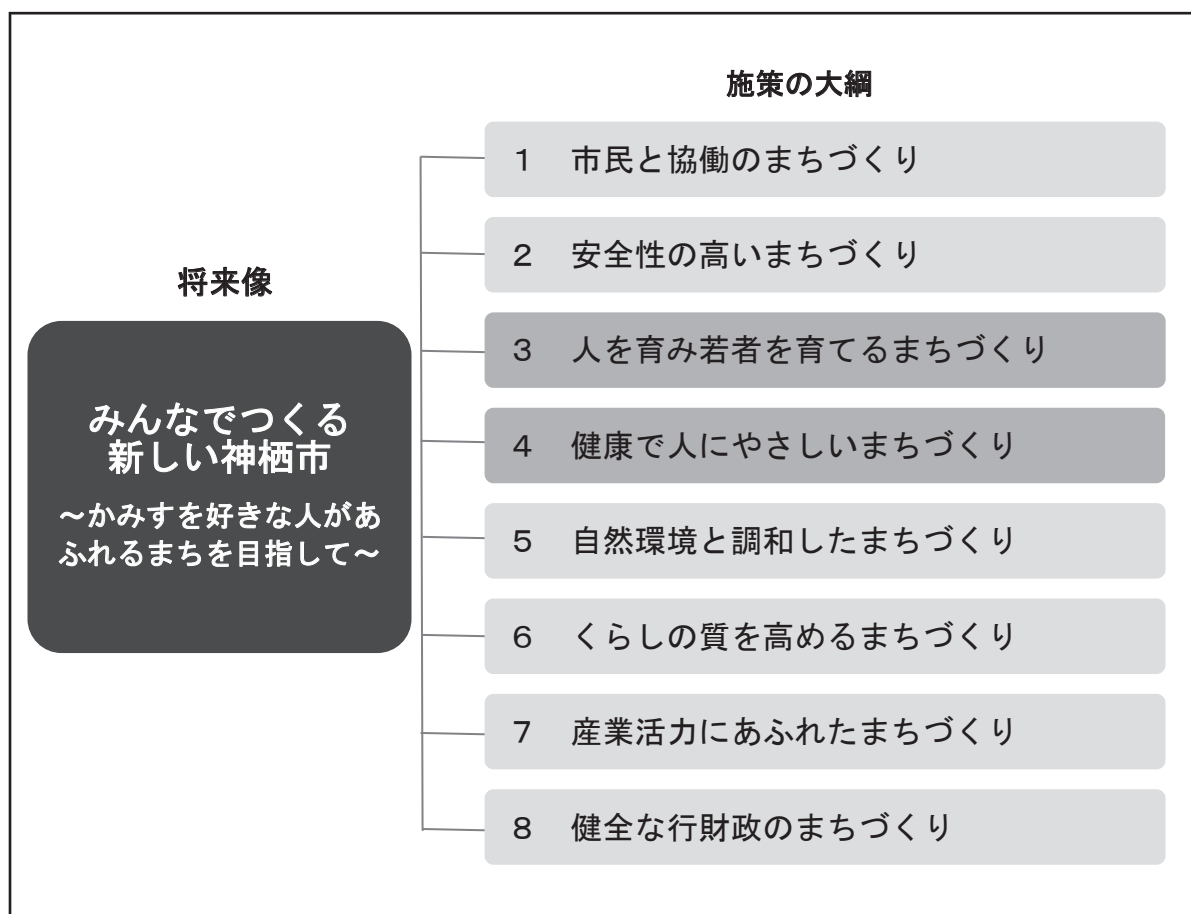 施策の大綱
1 市民と協働のまちづくり
2 安全性の高いまちづくり
3 人を育み若者を育てるまちづくり
4 健康で人にやさしいまちづくり
5 自然環境と調和したまちづくり
6 くらしの質を高めるまちづくり
7 産業活力にあふれたまちづくり
8 健全な行財政のまちづくり
将来像
みんなでつくる
新しい神栖市
～かみすを好きな人があ
ふれるまちを目指して～